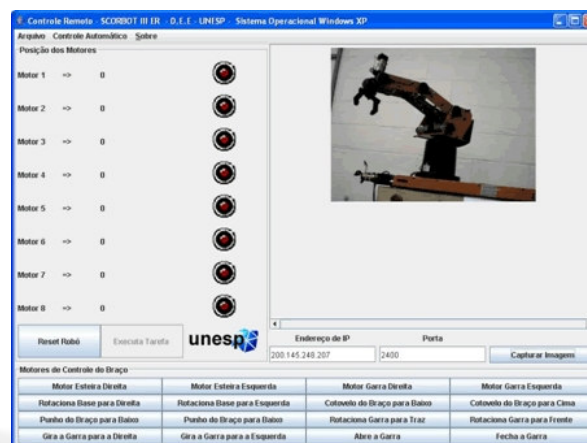 Controle Remoto - SCORBOT III ER - D.E.E - UNESP - Sistema Operacional Windows XP
Arquivo Controle Automático Sobre
Posição dos Motores
Motor 1 => 0
Motor 2 => 0
Motor 3 => 0
Motor 4 => 0
Motor 5 => 0
Motor 6 => 0
Motor 7 => 0
Motor 8 => 0
Reset Robô Executa Tarefa unesp
Endereço de IP Porta
200.145.248.207 2400 Capturar Imagem
Motores de Controle do Braço
Motor Esteira Direita Motor Esteira Esquerda Motor Garra Direita Motor Garra Esquerda
Rotaciona Base para Direita Rotaciona Base para Esquerda Cotovelo do Braço para Baixo Cotovelo do Braço para Cima
Punho do Braço para Baixo Punho do Braço para Baixo Rotaciona Garra para Traz Rotaciona Garra para Frente
Gira a Garra para a Direita Gira a Garra para a Esquerda Abre a Garra Fecha a Garra